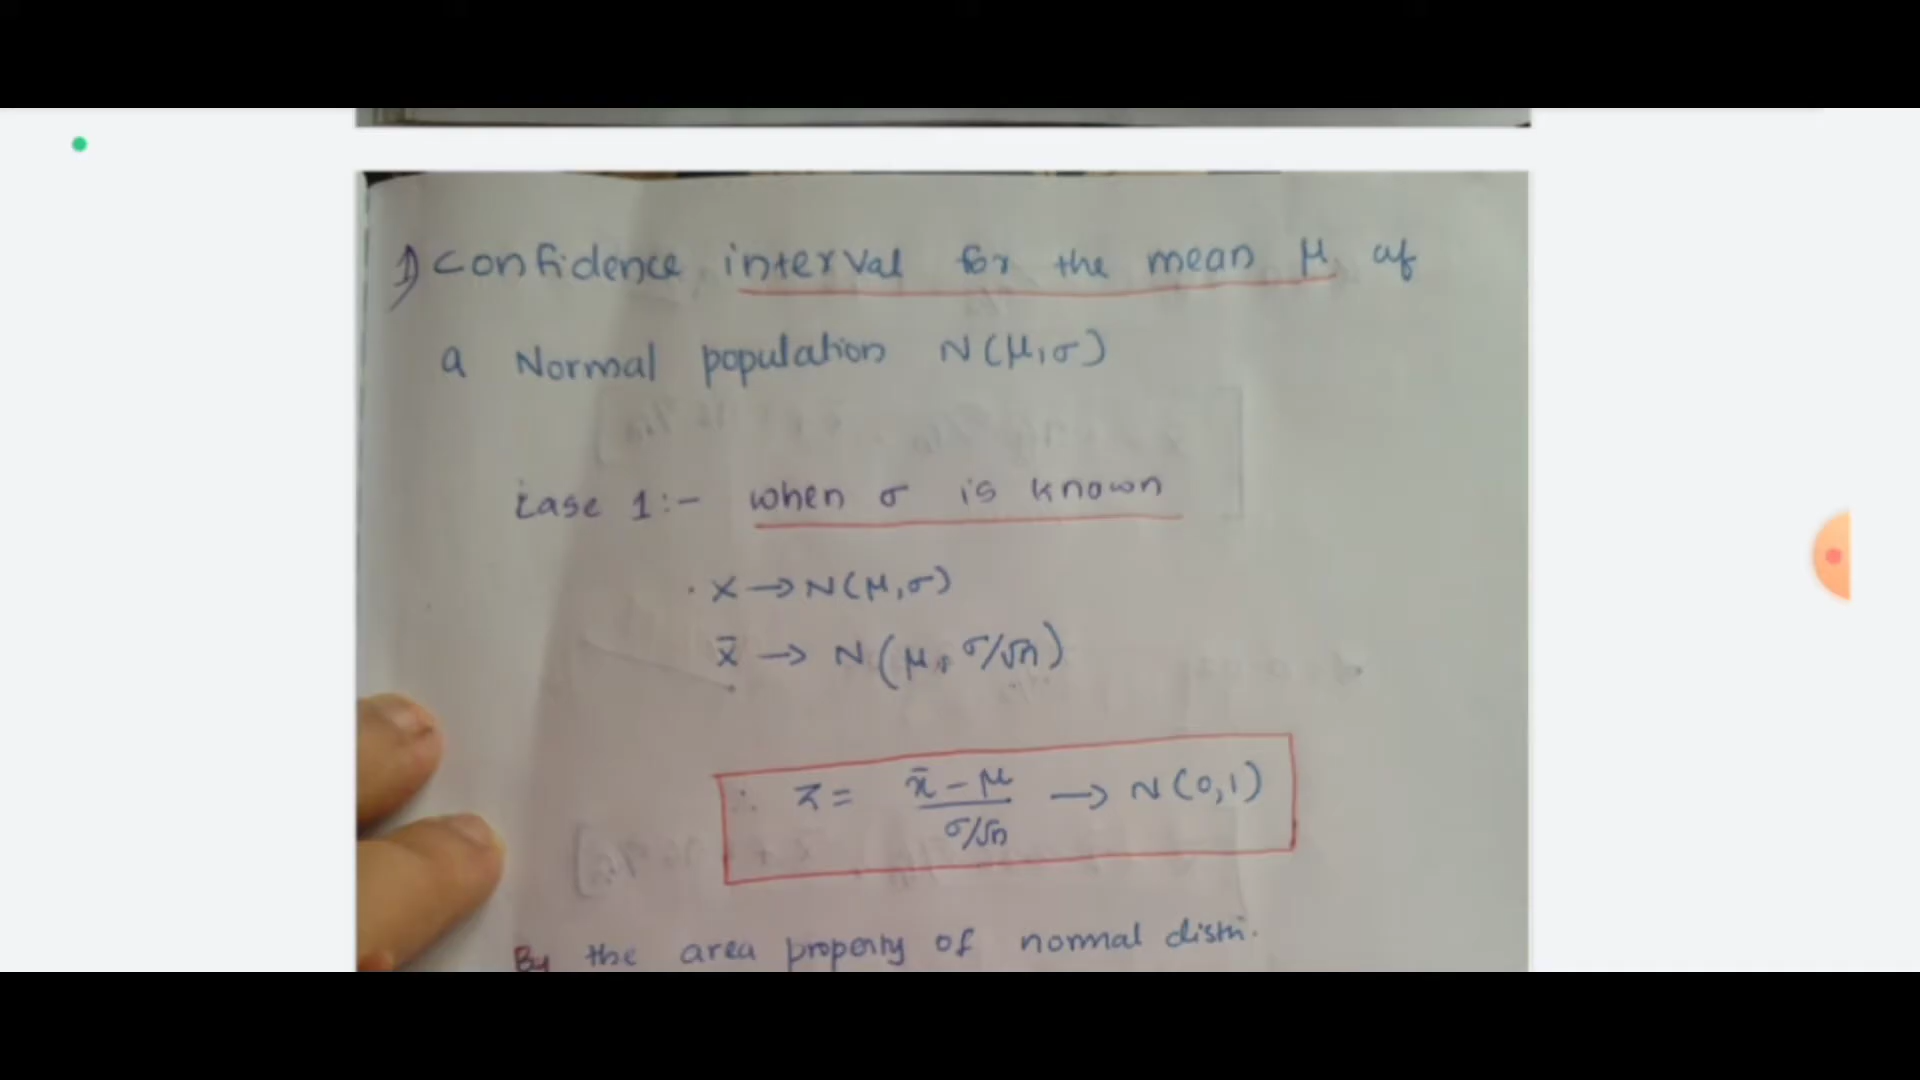 1) Confidence interval for the mean μ of
a Normal population N(μ,σ)
Case 1:- when σ is known
x → N(μ,σ)
x̄ → N(μ, σ/√n)
∴ Z = (x̄ - μ)/(σ/√n) → N(0,1)
By the area property of normal distri.